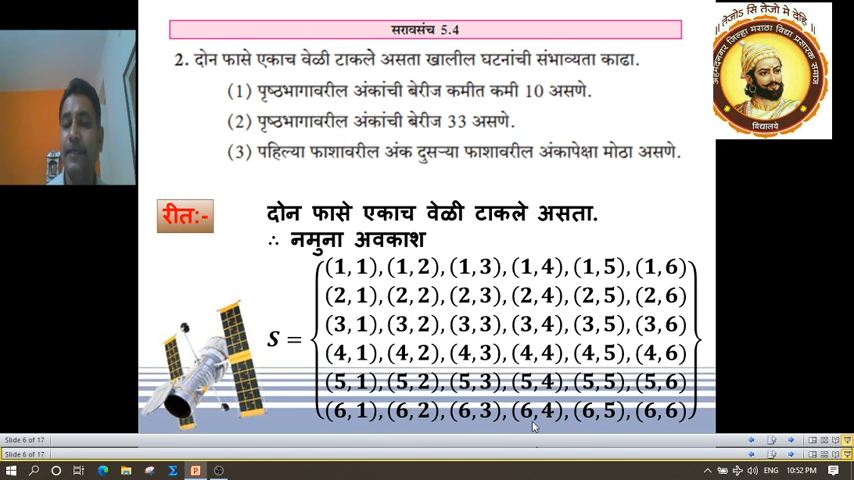 सरावसंच 5.4
2. दोन फासे एकाच वेळी टाकले असता खालील घटनांची संभाव्यता काढा.
(1) पृष्ठभागावरील अंकांची बेरीज कमीत कमी 10 असणे.
(2) पृष्ठभागावरील अंकांची बेरीज 33 असणे.
(3) पहिल्या फाशावरील अंक दुसऱ्या फाशावरील अंकापेक्षा मोठा असणे.
तेजोऽसि तेजो मे देहि
अहमदनगर जिल्हा मराठा विद्या प्रसारक समाज
विद्यालये
रीत:-
दोन फासे एकाच वेळी टाकले असता.
∴ नमुना अवकाश
(1, 1), (1, 2), (1, 3), (1, 4), (1, 5), (1, 6)
(2, 1), (2, 2), (2, 3), (2, 4), (2, 5), (2, 6)
(3, 1), (3, 2), (3, 3), (3, 4), (3, 5), (3, 6)
S =
(4, 1), (4, 2), (4, 3), (4, 4), (4, 5), (4, 6)
(5, 1), (5, 2), (5, 3), (5, 4), (5, 5), (5, 6)
(6, 1), (6, 2), (6, 3), (6, 4), (6, 5), (6, 6)
Slide 6 of 17
Slide 6 of 17
ENG 10:52 PM